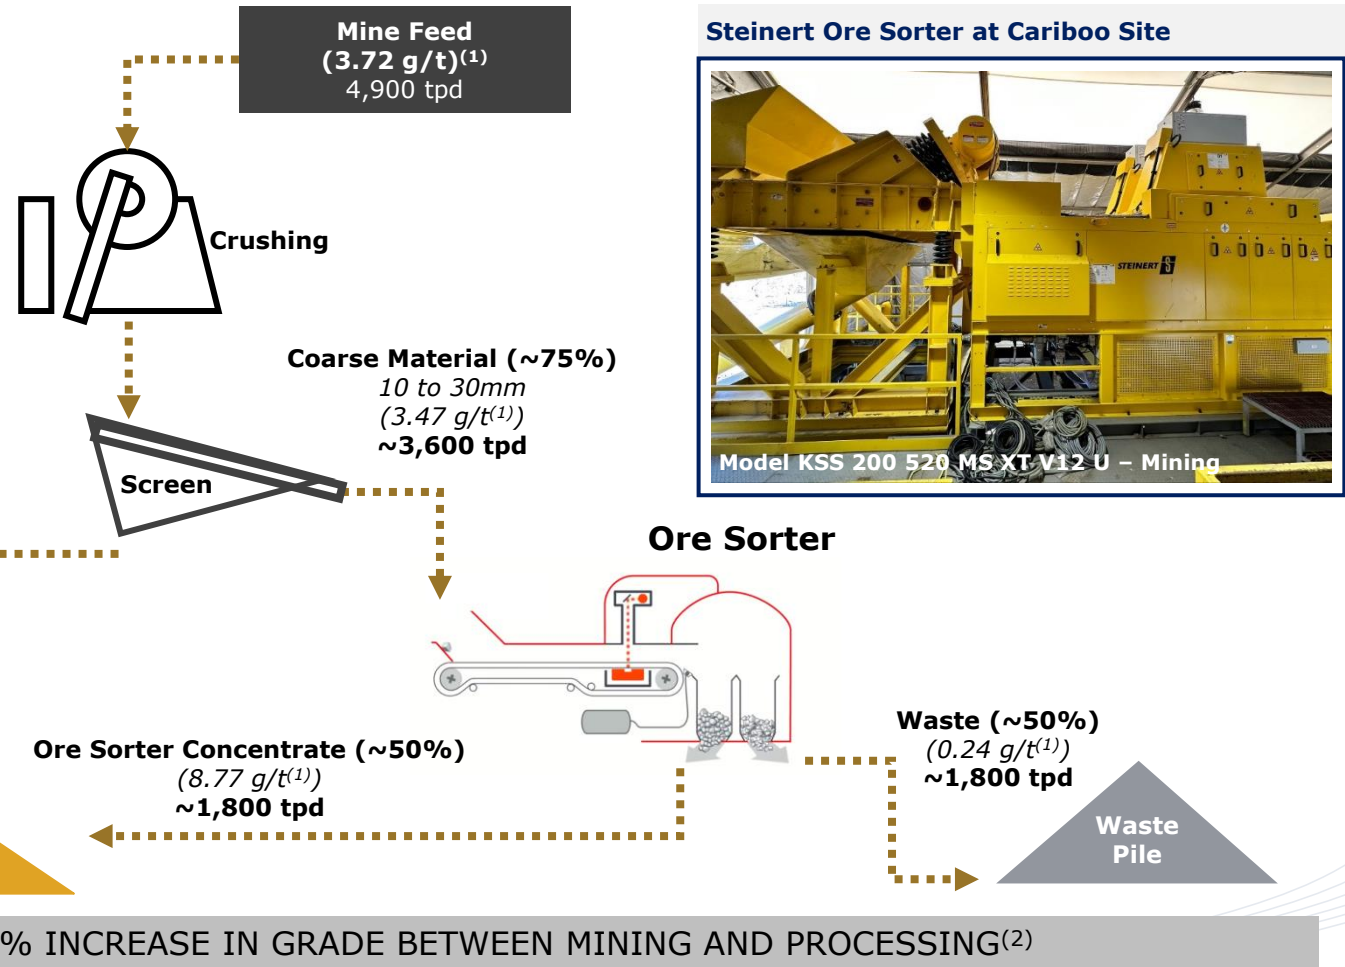 Mine Feed
(3.72 g/t)(1)
4,900 tpd
Steinert Ore Sorter at Cariboo Site
STEINERT
Model KSS 200 520 MS XT V12 U – Mining
Crushing
Coarse Material (~75%)
10 to 30mm
(3.47 g/t(1))
~3,600 tpd
Screen
Ore Sorter
Ore Sorter Concentrate (~50%)
(8.77 g/t(1))
~1,800 tpd
Waste (~50%)
(0.24 g/t(1))
~1,800 tpd
Waste
Pile
% INCREASE IN GRADE BETWEEN MINING AND PROCESSING(2)